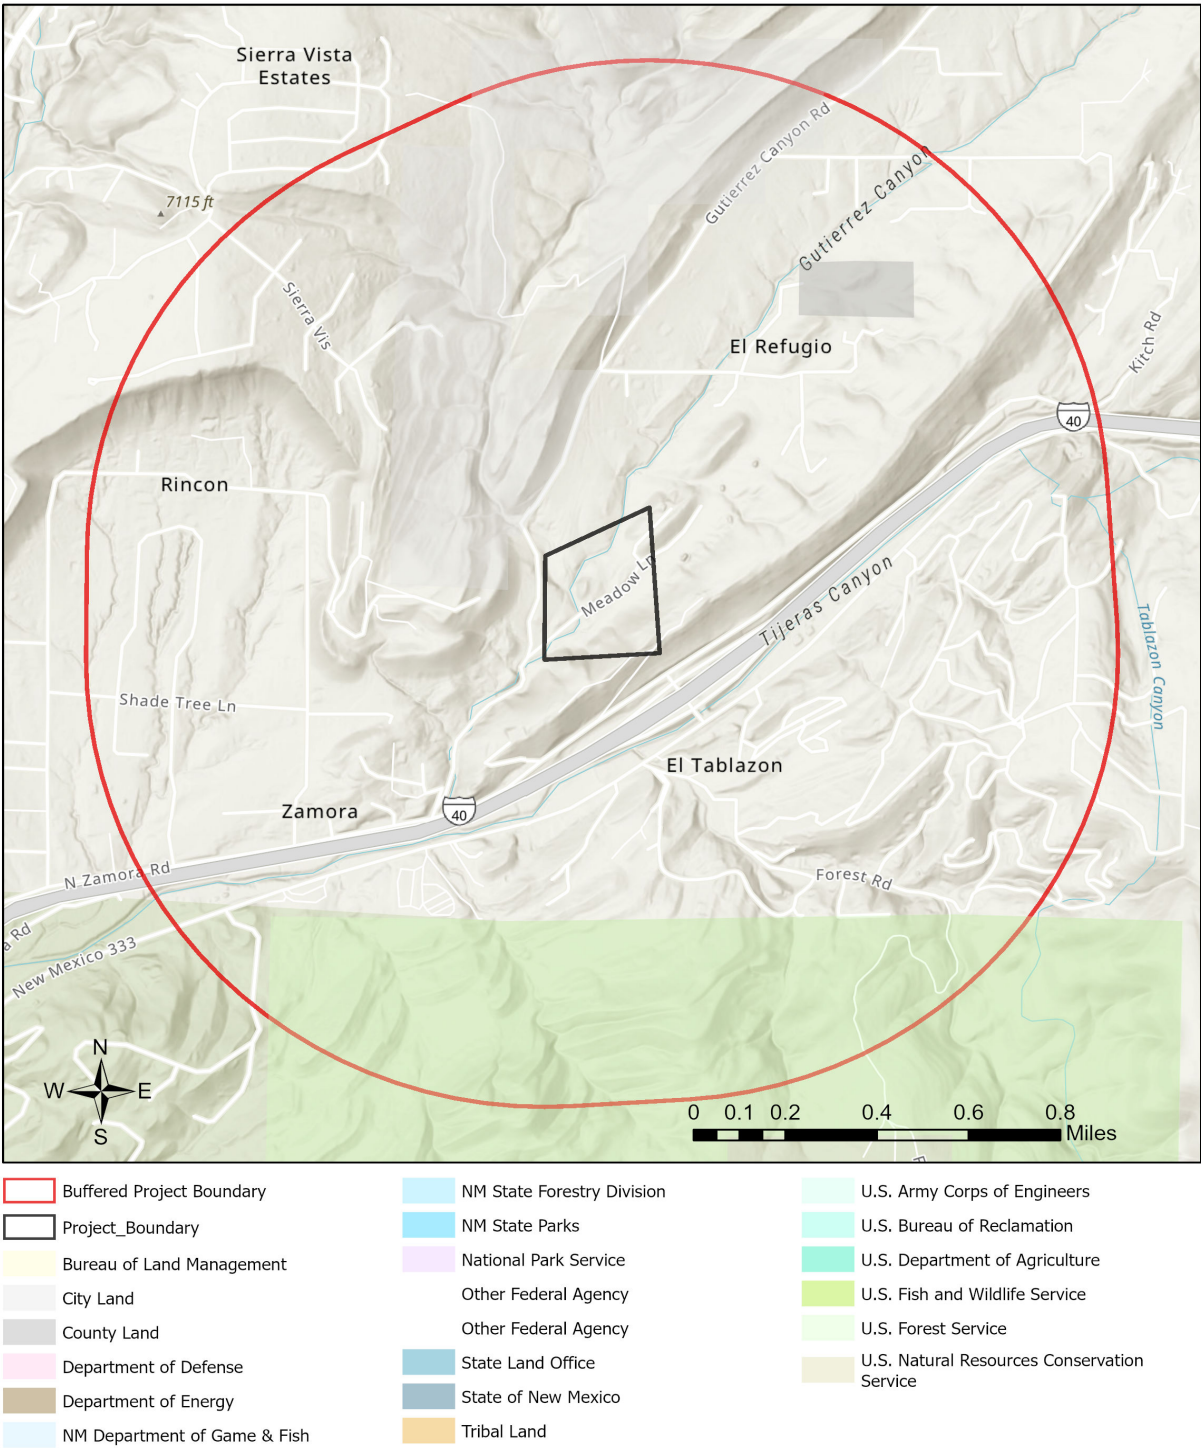 Sierra Vista
Estates
7115 ft
Gutierrez Canyon Rd
Gutierrez Canyon
Sierra Vis
El Refugio
Kitch Rd
40
Rincon
Meadow Ln
Tijeras Canyon
Tablazon Canyon
Shade Tree Ln
El Tablazon
Zamora
40
N Zamora Rd
Forest Rd
a Rd
New Mexico 333
N
W E
S
0 0.1 0.2 0.4 0.6 0.8
Miles
Buffered Project Boundary
Project_Boundary
Bureau of Land Management
City Land
County Land
Department of Defense
Department of Energy
NM Department of Game & Fish
NM State Forestry Division
NM State Parks
National Park Service
Other Federal Agency
Other Federal Agency
State Land Office
State of New Mexico
Tribal Land
U.S. Army Corps of Engineers
U.S. Bureau of Reclamation
U.S. Department of Agriculture
U.S. Fish and Wildlife Service
U.S. Forest Service
U.S. Natural Resources Conservation
Service